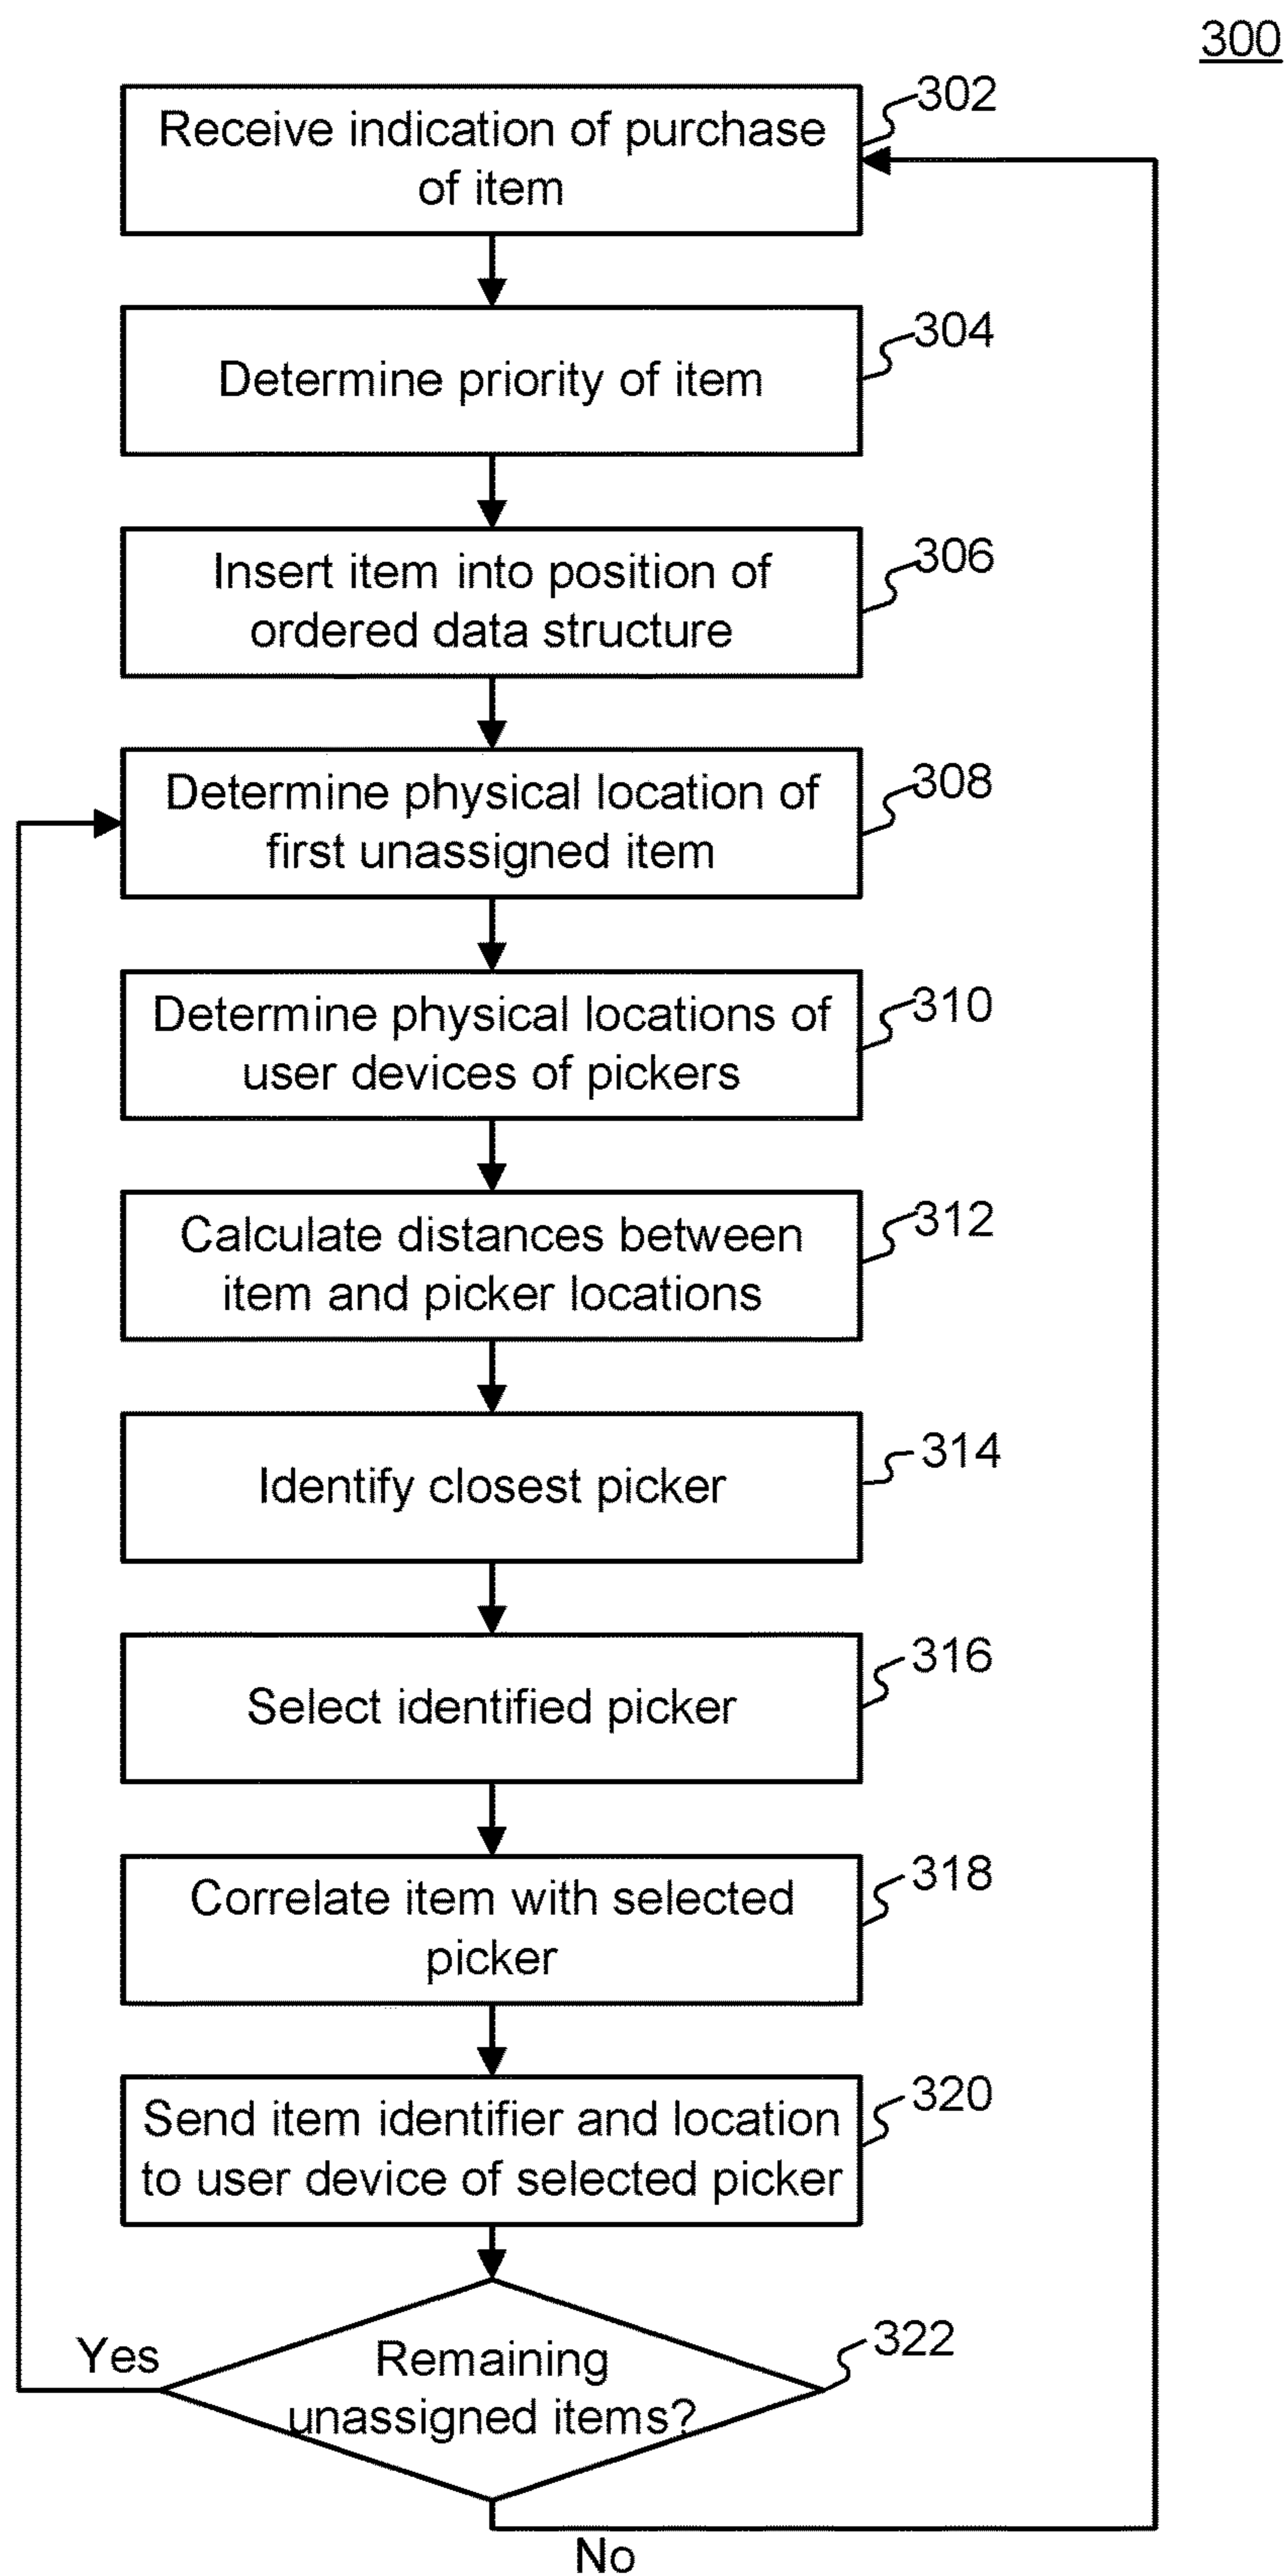 300
302
Receive indication of purchase
of item
304
Determine priority of item
306
Insert item into position of
ordered data structure
308
Determine physical location of
first unassigned item
310
Determine physical locations of
user devices of pickers
312
Calculate distances between
item and picker locations
314
Identify closest picker
316
Select identified picker
318
Correlate item with selected
picker
320
Send item identifier and location
to user device of selected picker
322
Yes
Remaining
unassigned items?
No